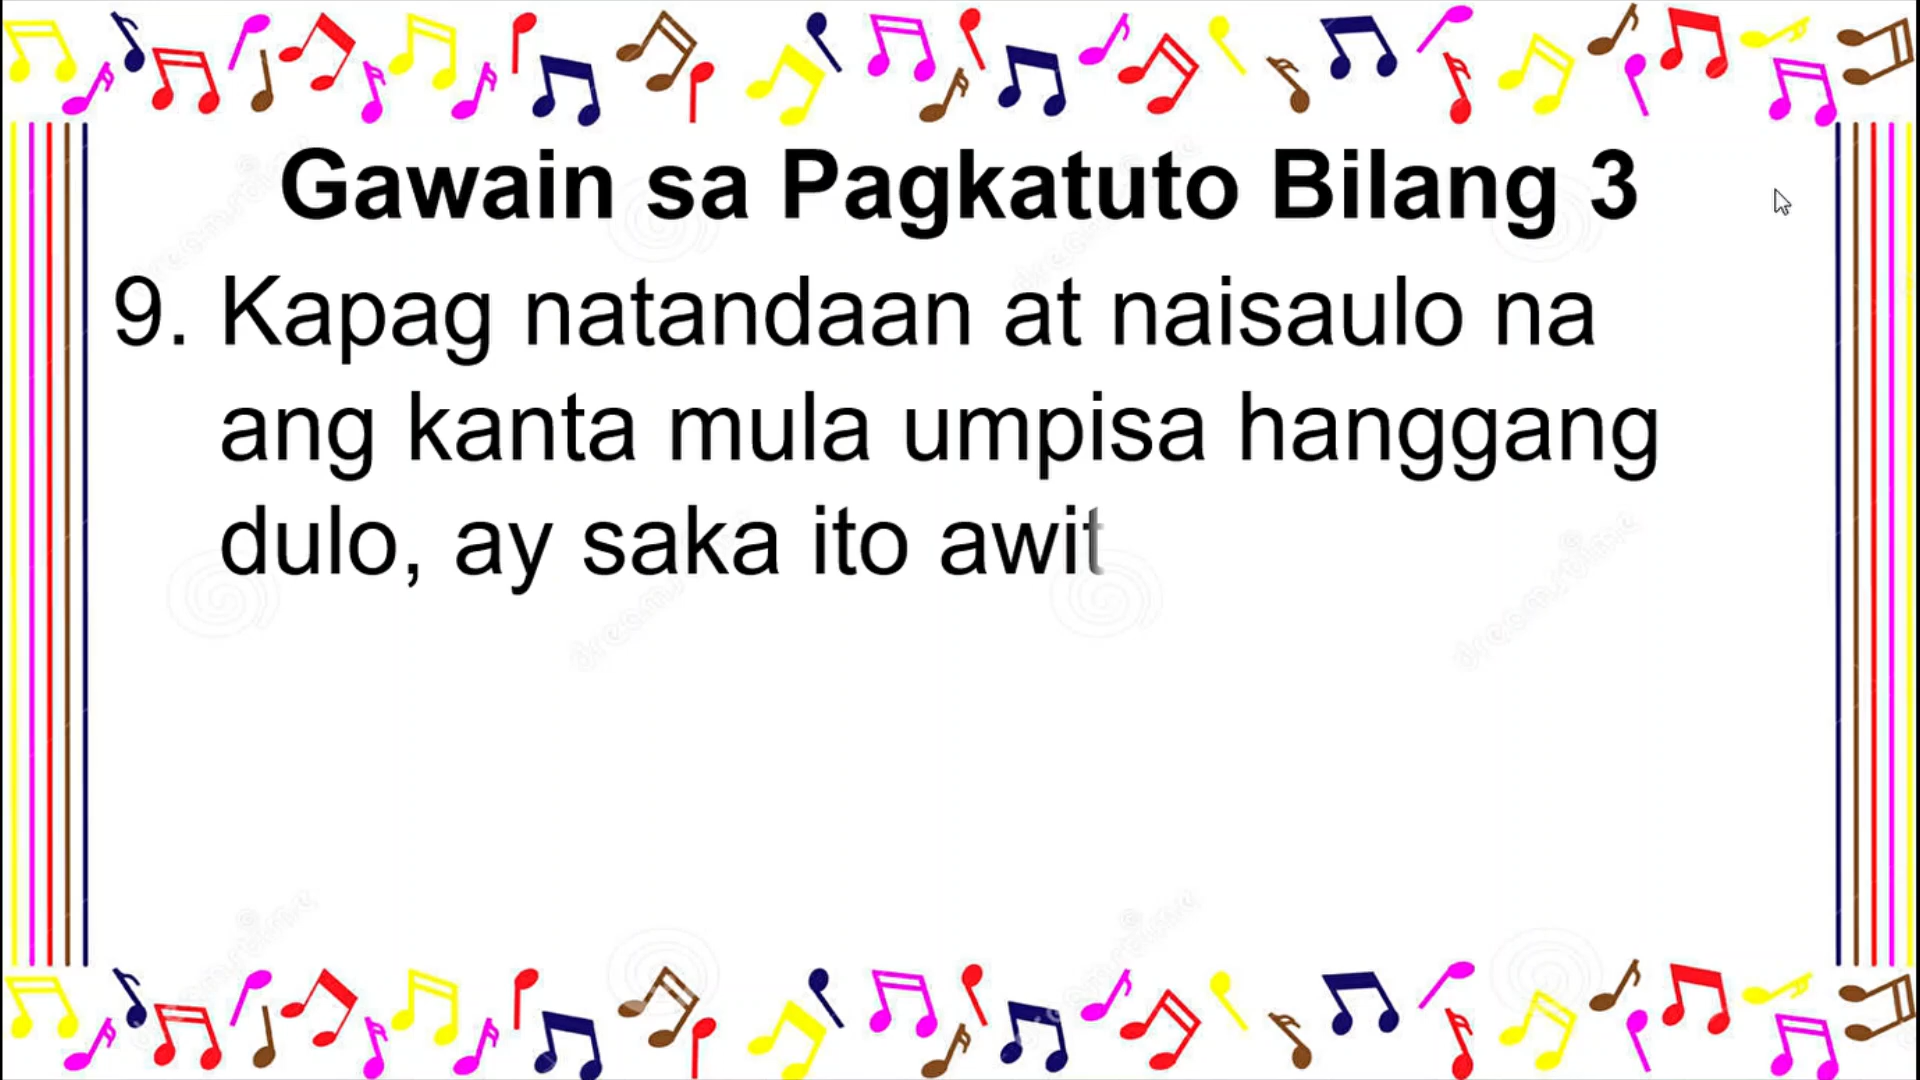 Gawain sa Pagkatuto Bilang 3
9. Kapag natandaan at naisaulo na
ang kanta mula umpisa hanggang
dulo, ay saka ito awit